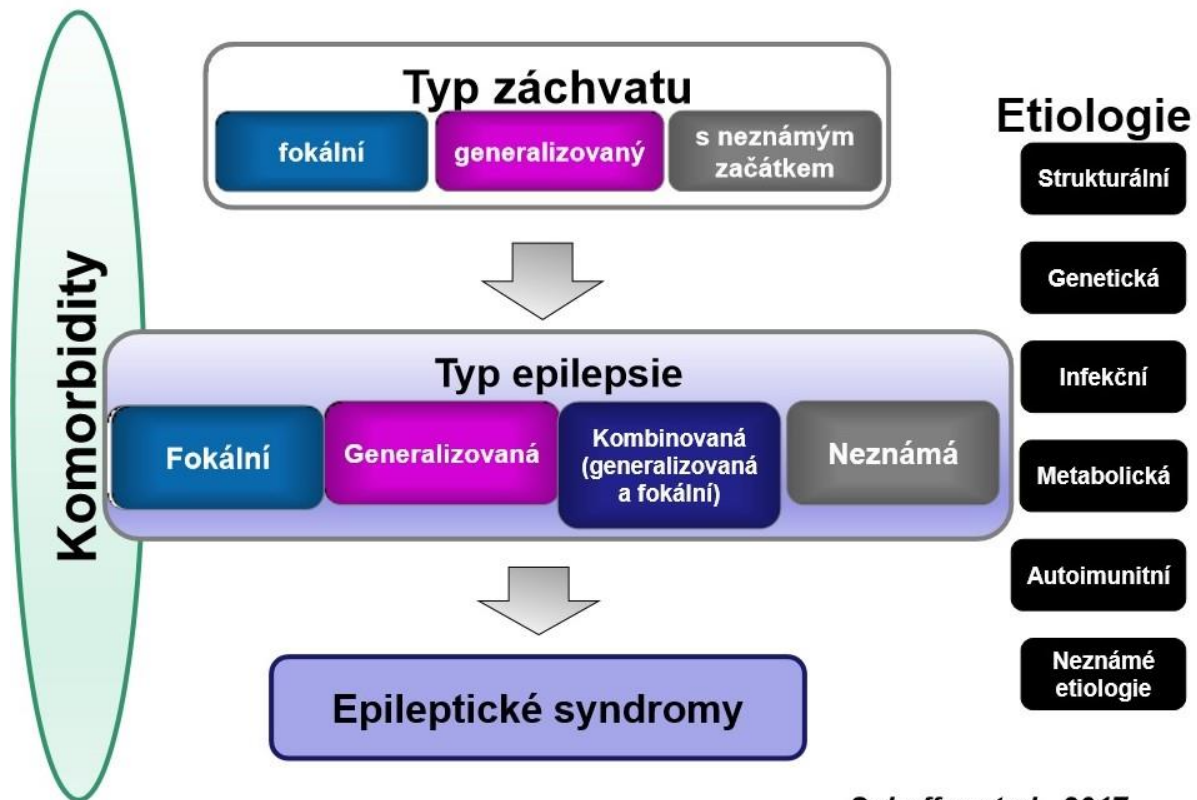 Typ záchvatu
fokální
generalizovaný
s neznámým
začátkem
Etiologie
Strukturální
Genetická
Infekční
Metabolická
Autoimunitní
Neznámé
etiologie
Komorbidity
Typ epilepsie
Fokální
Generalizovaná
Kombinovaná
(generalizovaná
a fokální)
Neznámá
Epileptické syndromy